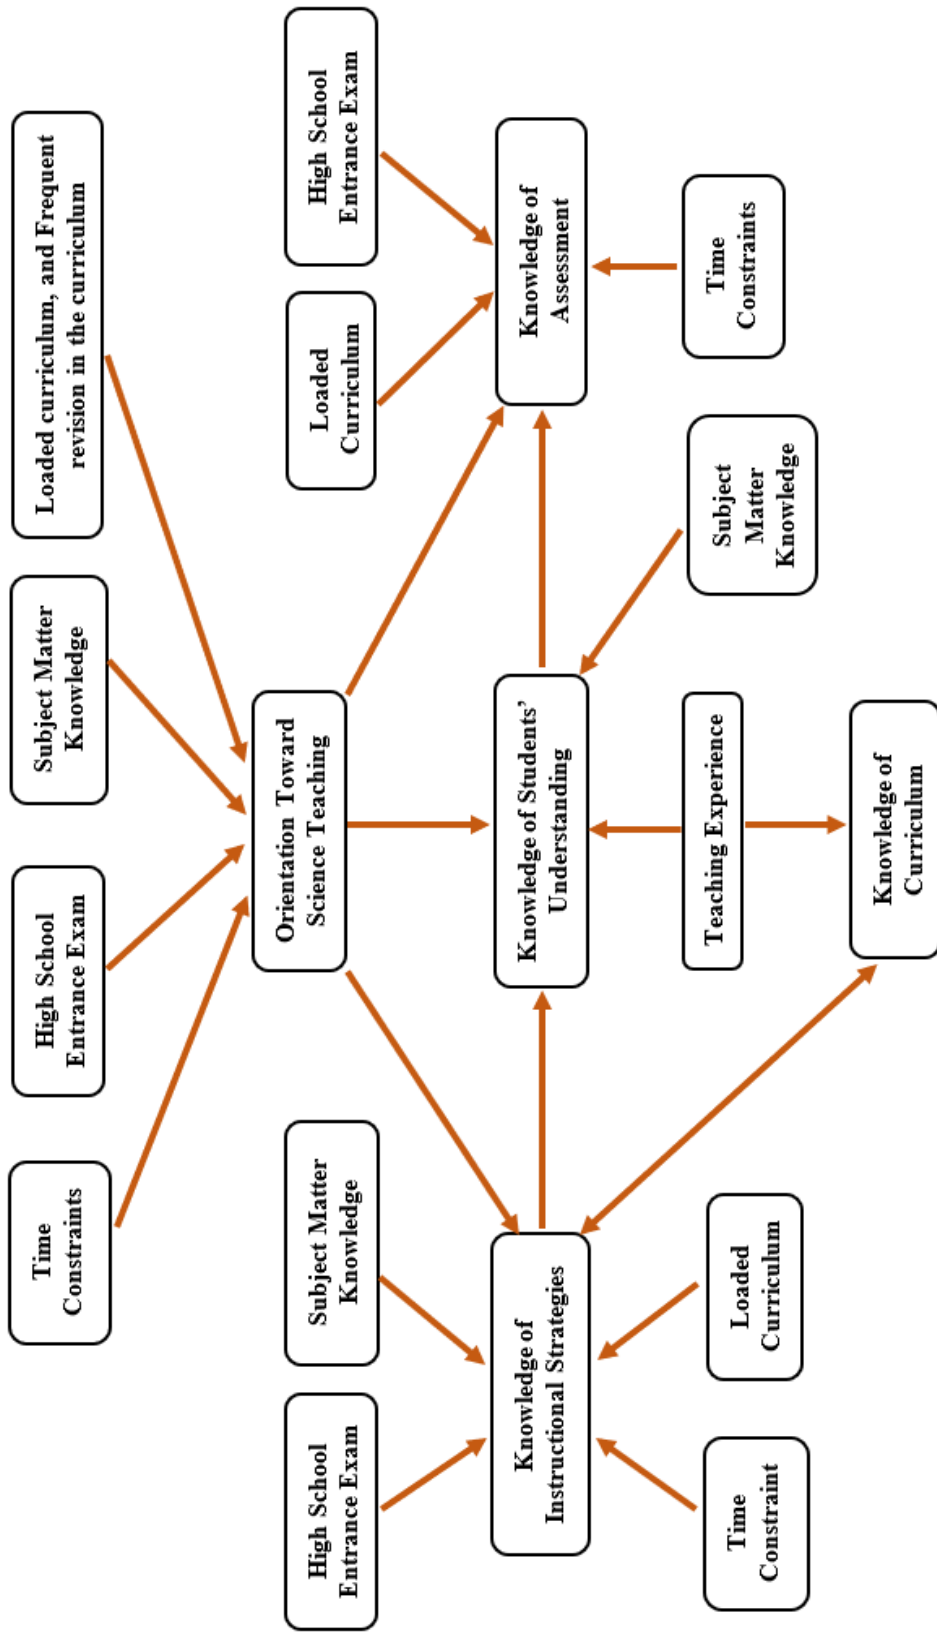 Time
Constraints
High School
Entrance Exam
Subject Matter
Knowledge
Loaded curriculum, and Frequent
revision in the curriculum
Orientation Toward
Science Teaching
High School
Entrance Exam
Subject Matter
Knowledge
Loaded
Curriculum
High School
Entrance Exam
Knowledge of
Instructional Strategies
Knowledge of Students’
Understanding
Knowledge of
Assessment
Time
Constraint
Loaded
Curriculum
Teaching Experience
Subject
Matter
Knowledge
Time
Constraints
Knowledge of
Curriculum